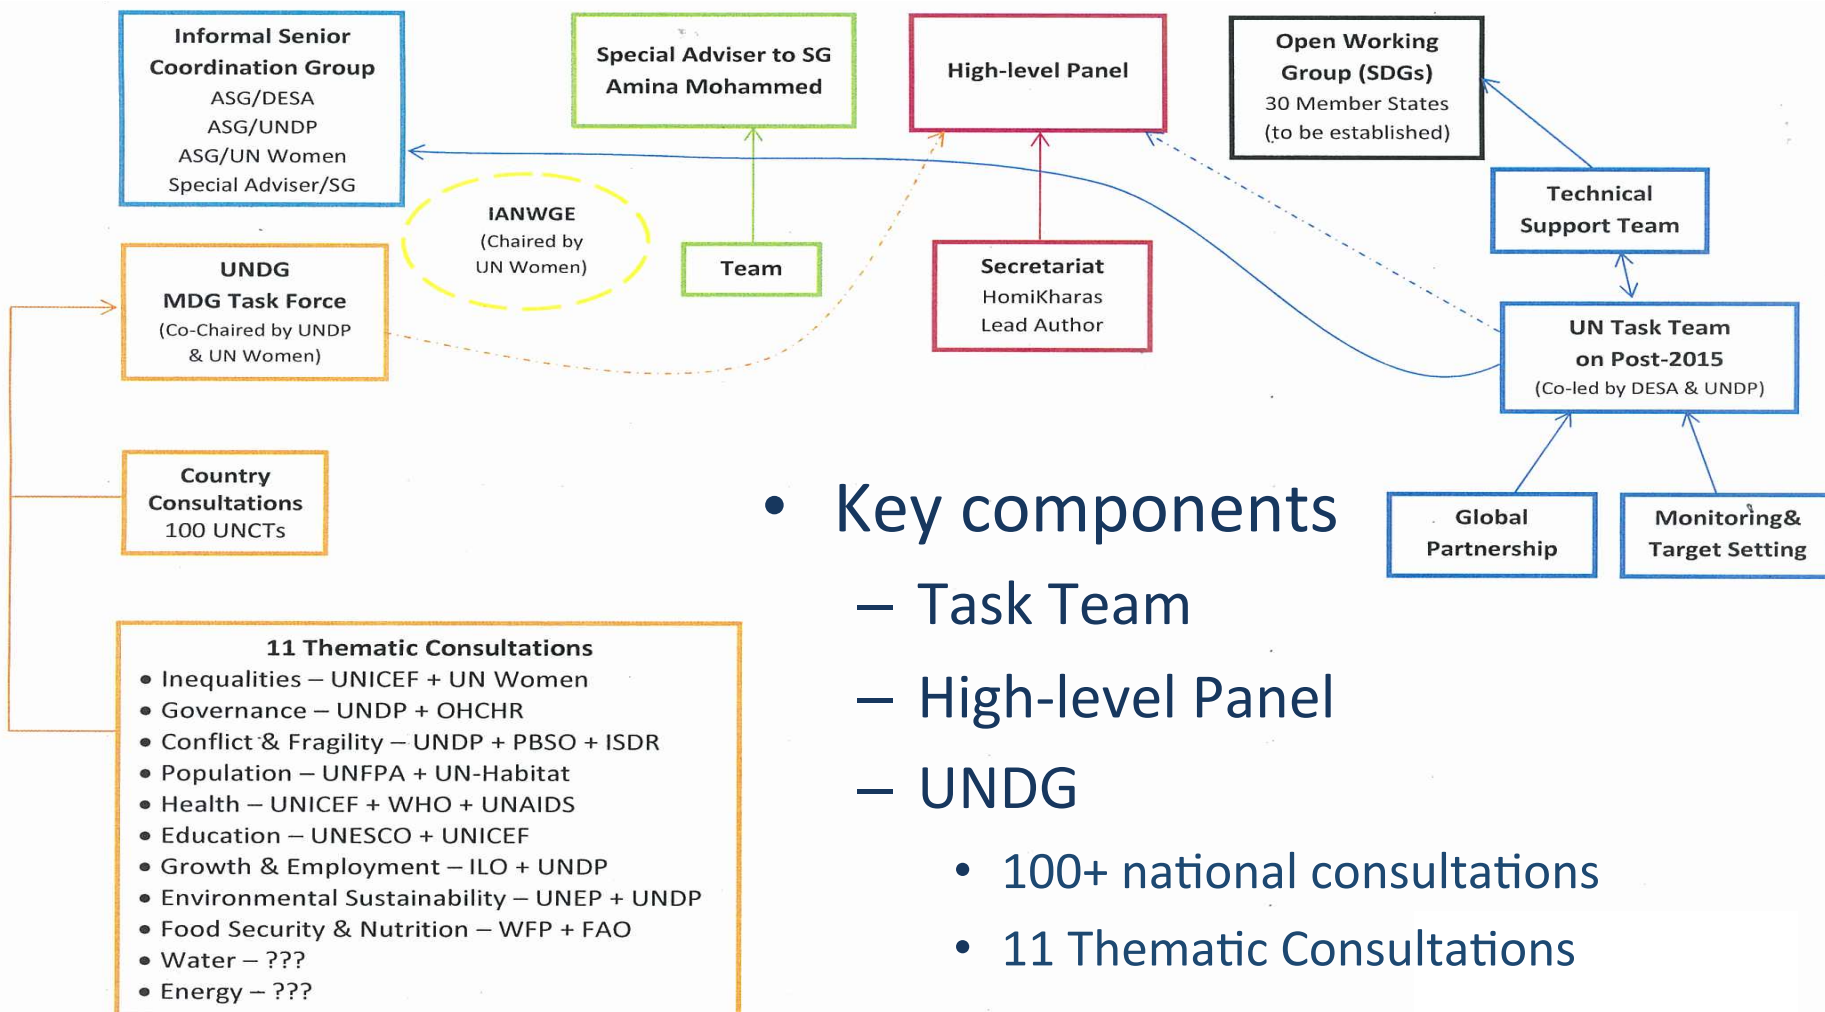 Informal Senior
Coordination Group
ASG/DESA
ASG/UNDP
ASG/UN Women
Special Adviser/SG
Special Adviser to SG
Amina Mohammed
High-level Panel
Open Working
Group (SDGs)
30 Member States
(to be established)
Technical
Support Team
IANWGE
(Chaired by
UN Women)
UNDG
MDG Task Force
(Co-Chaired by UNDP
& UN Women)
Team
Secretariat
HomiKharas
Lead Author
UN Task Team
on Post-2015
(Co-led by DESA & UNDP)
Country
Consultations
100 UNCTs
Global
Partnership
Monitoring&
Target Setting
11 Thematic Consultations
• Inequalities – UNICEF + UN Women
• Governance – UNDP + OHCHR
• Conflict & Fragility – UNDP + PBSO + ISDR
• Population – UNFPA + UN-Habitat
• Health – UNICEF + WHO + UNAIDS
• Education – UNESCO + UNICEF
• Growth & Employment – ILO + UNDP
• Environmental Sustainability – UNEP + UNDP
• Food Security & Nutrition – WFP + FAO
• Water – ???
• Energy – ???
• Key components
– Task Team
– High-level Panel
– UNDG
• 100+ national consultations
• 11 Thematic Consultations